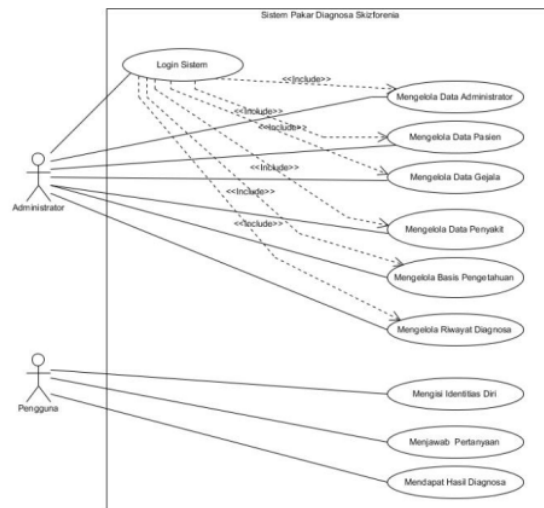 Sistem Pakar Diagnosa Skizforenia
Login Sistem
<<Include>>
Mengelola Data Administrator
<<Include>>
<<Include>>
Mengelola Data Pasien
<<Include>>
Mengelola Data Gejala
Administrator
<<Include>>
<<Include>>
Mengelola Data Penyakit
Mengelola Basis Pengetahuan
Mengelola Riwayat Diagnosa
Pengguna
Mengisi Identitias Diri
Menjawab Pertanyaan
Mendapat Hasil Diagnosa